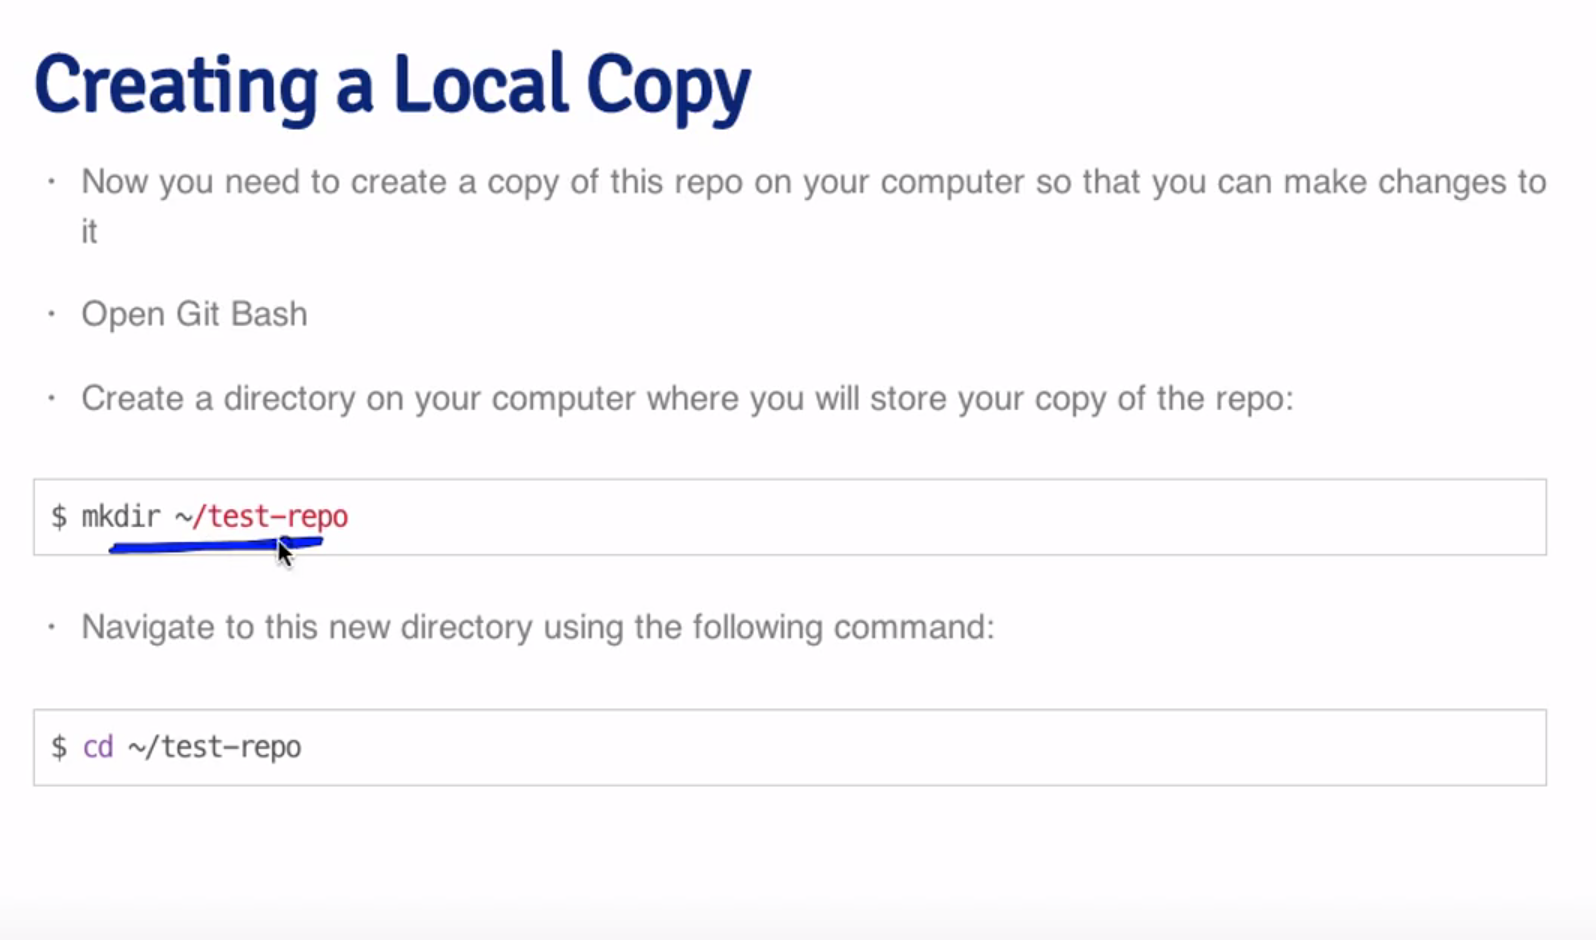 Creating a Local Copy
· Now you need to create a copy of this repo on your computer so that you can make changes to
it
· Open Git Bash
· Create a directory on your computer where you will store your copy of the repo:
$ mkdir ~/test-repo
· Navigate to this new directory using the following command:
$ cd ~/test-repo